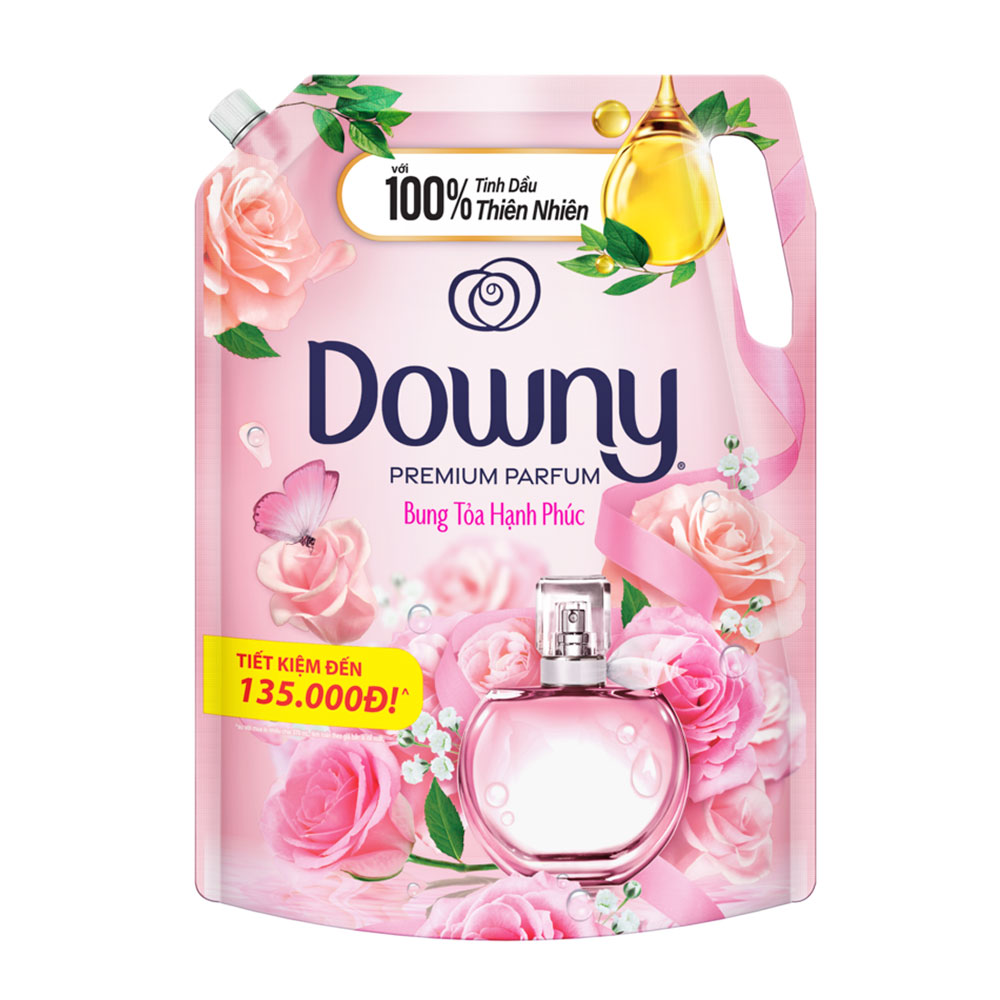 với
100% Tinh Dầu
Thiên Nhiên
Downy®
PREMIUM PARFUM
Bung Tỏa Hạnh Phúc
TIẾT KIỆM ĐẾN
135.000Đ!^